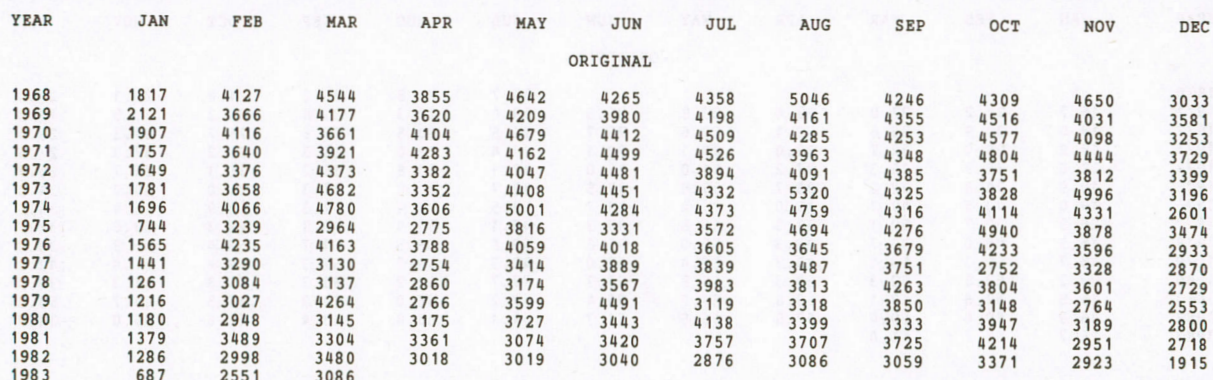 YEAR JAN FEB MAR APR MAY JUN JUL AUG SEP OCT NOV DEC
ORIGINAL
1968 1817 4127 4544 3855 4642 4265 4358 5046 4246 4309 4650 3033
1969 2121 3666 4177 3620 4209 3980 4198 4161 4355 4516 4031 3581
1970 1907 4116 3661 4104 4679 4412 4509 4285 4253 4577 4098 3253
1971 1757 3640 3921 4283 4162 4499 4526 3963 4348 4804 4444 3729
1972 1649 3376 4373 3382 4047 4481 3894 4091 4385 3751 3812 3399
1973 1781 3658 4682 3352 4408 4451 4332 5320 4325 3828 4996 3196
1974 1696 4066 4780 3606 5001 4284 4373 4759 4316 4114 4331 2601
1975 744 3239 2964 2775 3816 3331 3572 4694 4276 4940 3878 3474
1976 1565 4235 4163 3788 4059 4018 3605 3645 3679 4233 3596 2933
1977 1441 3290 3130 2754 3414 3889 3839 3487 3751 2752 3328 2870
1978 1261 3084 3137 2860 3174 3567 3983 3813 4263 3804 3601 2729
1979 1216 3027 4264 2766 3599 4491 3119 3318 3850 3148 2764 2553
1980 1180 2948 3145 3175 3727 3443 4138 3399 3333 3947 3189 2800
1981 1379 3489 3304 3361 3074 3420 3757 3707 3725 4214 2951 2718
1982 1286 2998 3480 3018 3019 3040 2876 3086 3059 3371 2923 1915
1983 687 2551 3086